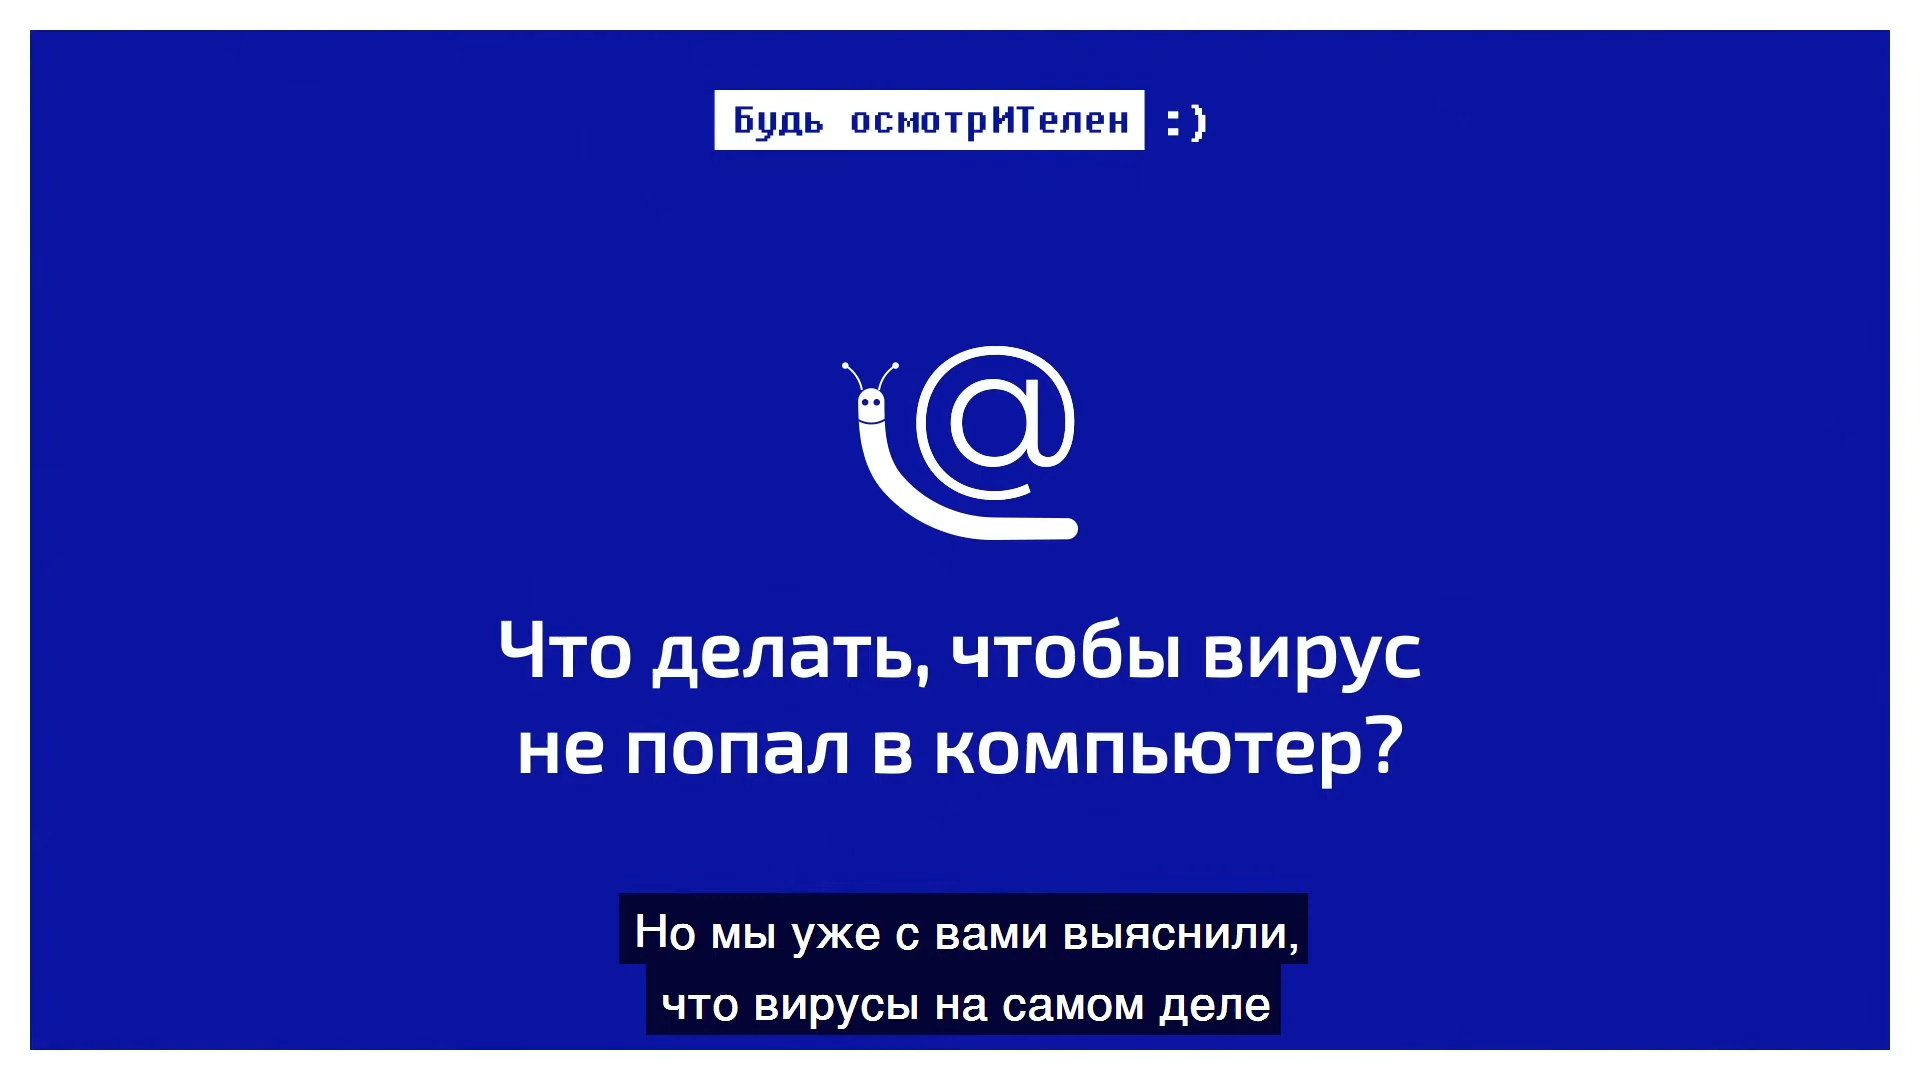 Будь осмотрИТелен :)
@
Что делать, чтобы вирус
не попал в компьютер?
Но мы уже с вами выяснили,
что вирусы на самом деле